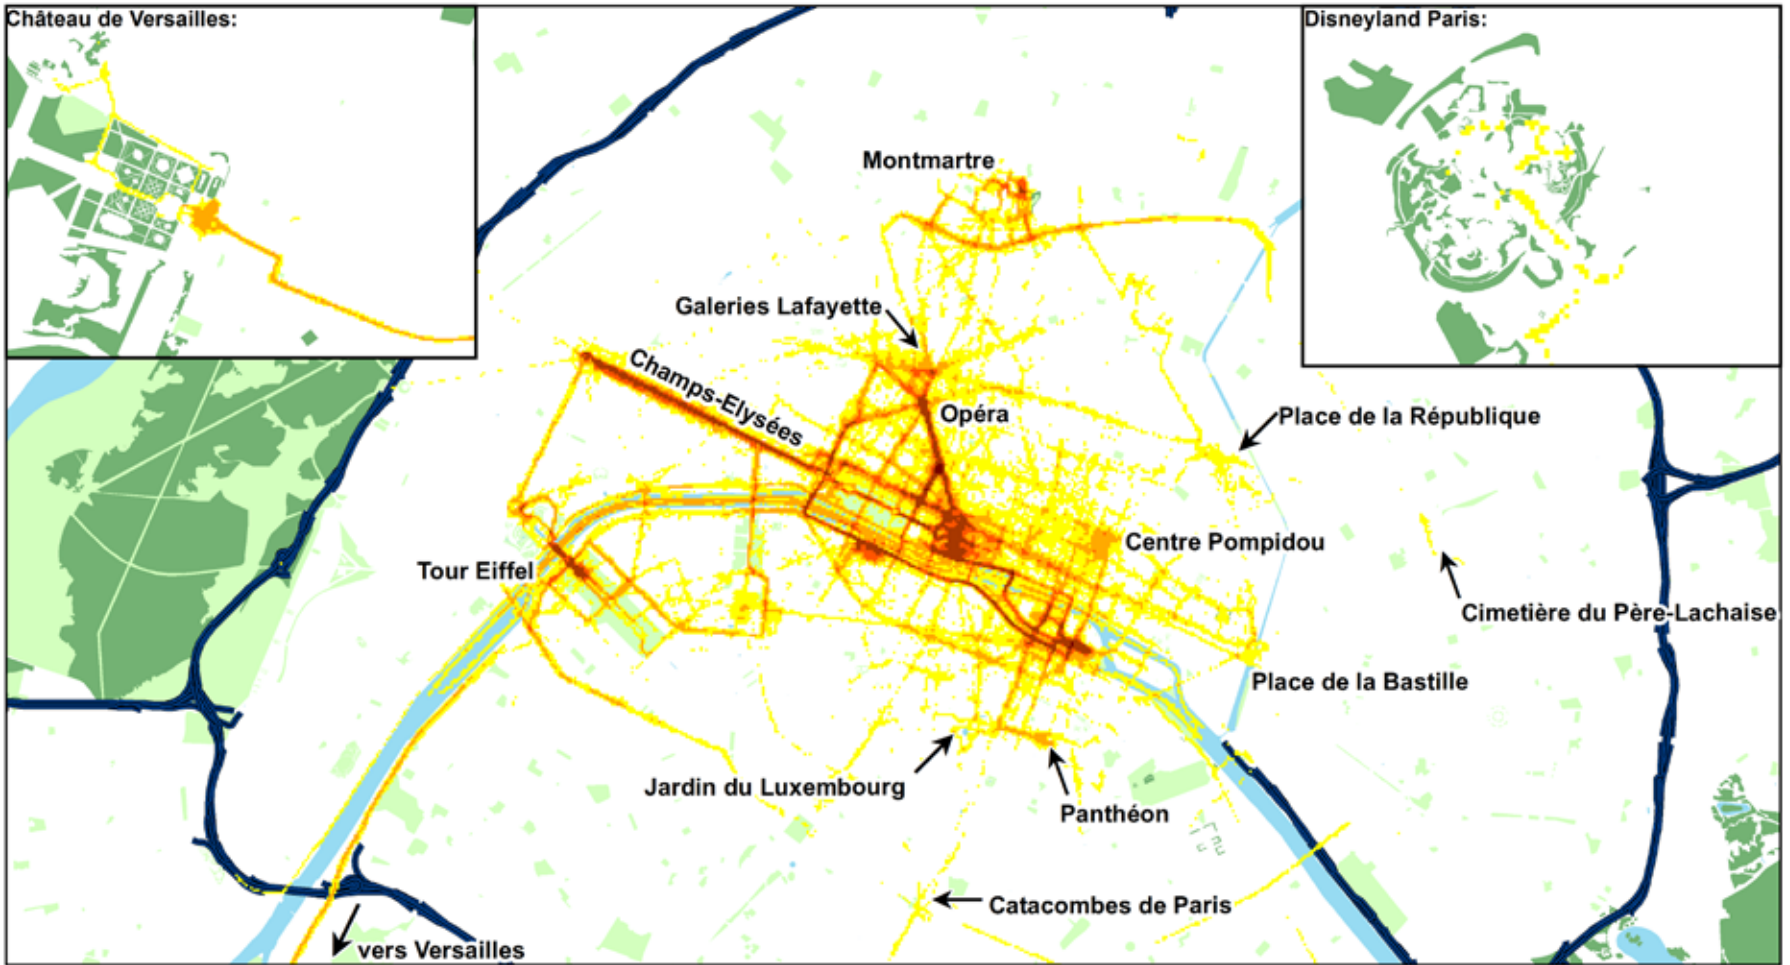 Château de Versailles:
Disneyland Paris:
Montmartre
Galeries Lafayette
Champs-Elysées
Opéra
Place de la République
Centre Pompidou
Tour Eiffel
Cimetière du Père-Lachaise
Place de la Bastille
Jardin du Luxembourg
Panthéon
Catacombes de Paris
vers Versailles